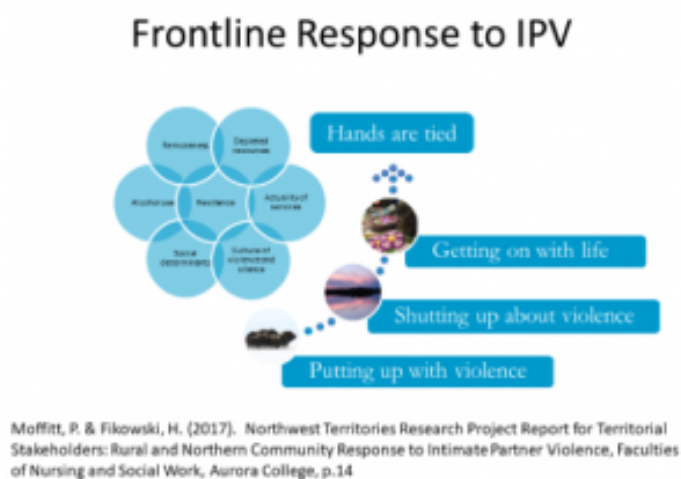 Frontline Response to IPV
Depleted
resources
Hands are tied
Alcohol use
Resilience
Actuality of
services
Getting on with life
Social
determinants
Culture of
violence and
silence
Shutting up about violence
Putting up with violence
Moffitt, P. & Fikowski, H. (2017). Northwest Territories Research Project Report for Territorial
Stakeholders: Rural and Northern Community Response to Intimate Partner Violence, Faculties
of Nursing and Social Work, Aurora College, p.14